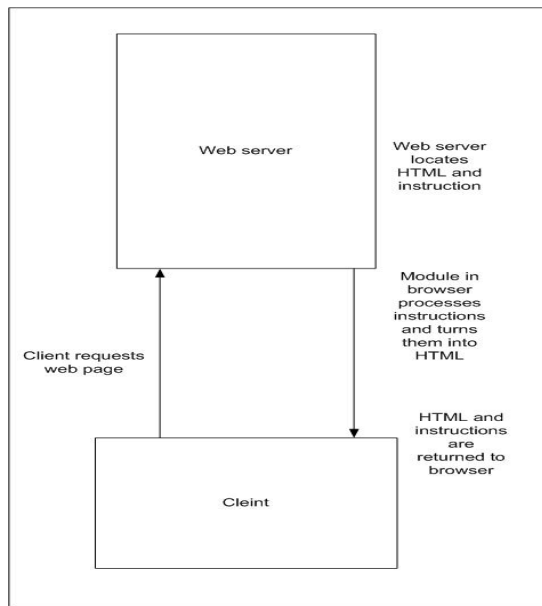 Web server
Web server
locates
HTML and
instruction
Module in
browser
processes
instructions
and turns
them into
HTML
Client requests
web page
HTML and
instructions
are
returned to
browser
Cleint